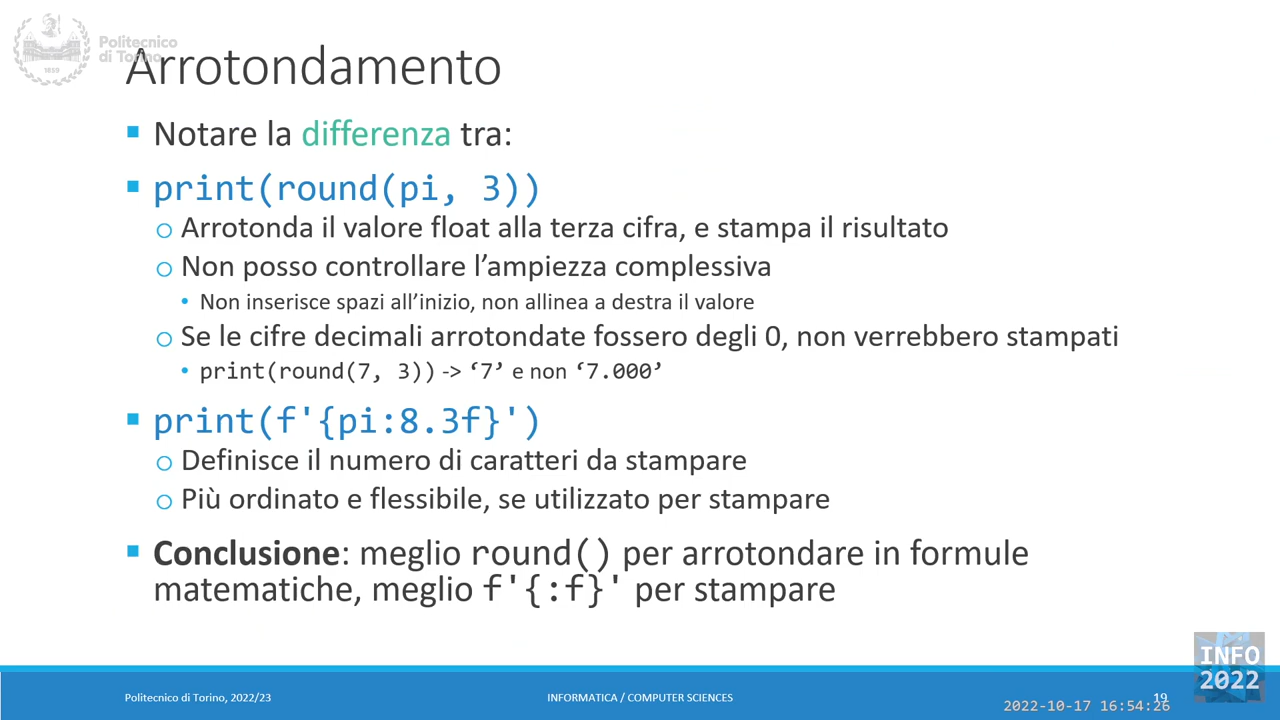 Politecnico
di Torino
1859
Arrotondamento
Notare la differenza tra:
print(round(pi, 3))
Arrotonda il valore float alla terza cifra, e stampa il risultato
Non posso controllare l’ampiezza complessiva
Non inserisce spazi all’inizio, non allinea a destra il valore
Se le cifre decimali arrotondate fossero degli 0, non verrebbero stampati
print(round(7, 3)) -> ‘7’ e non ‘7.000’
print(f'{pi:8.3f}')
Definisce il numero di caratteri da stampare
Più ordinato e flessibile, se utilizzato per stampare
Conclusione: meglio round() per arrotondare in formule
matematiche, meglio f'{:f}' per stampare
INFO
2022
Politecnico di Torino, 2022/23
INFORMATICA / COMPUTER SCIENCES
19
2022-10-17 16:54:26